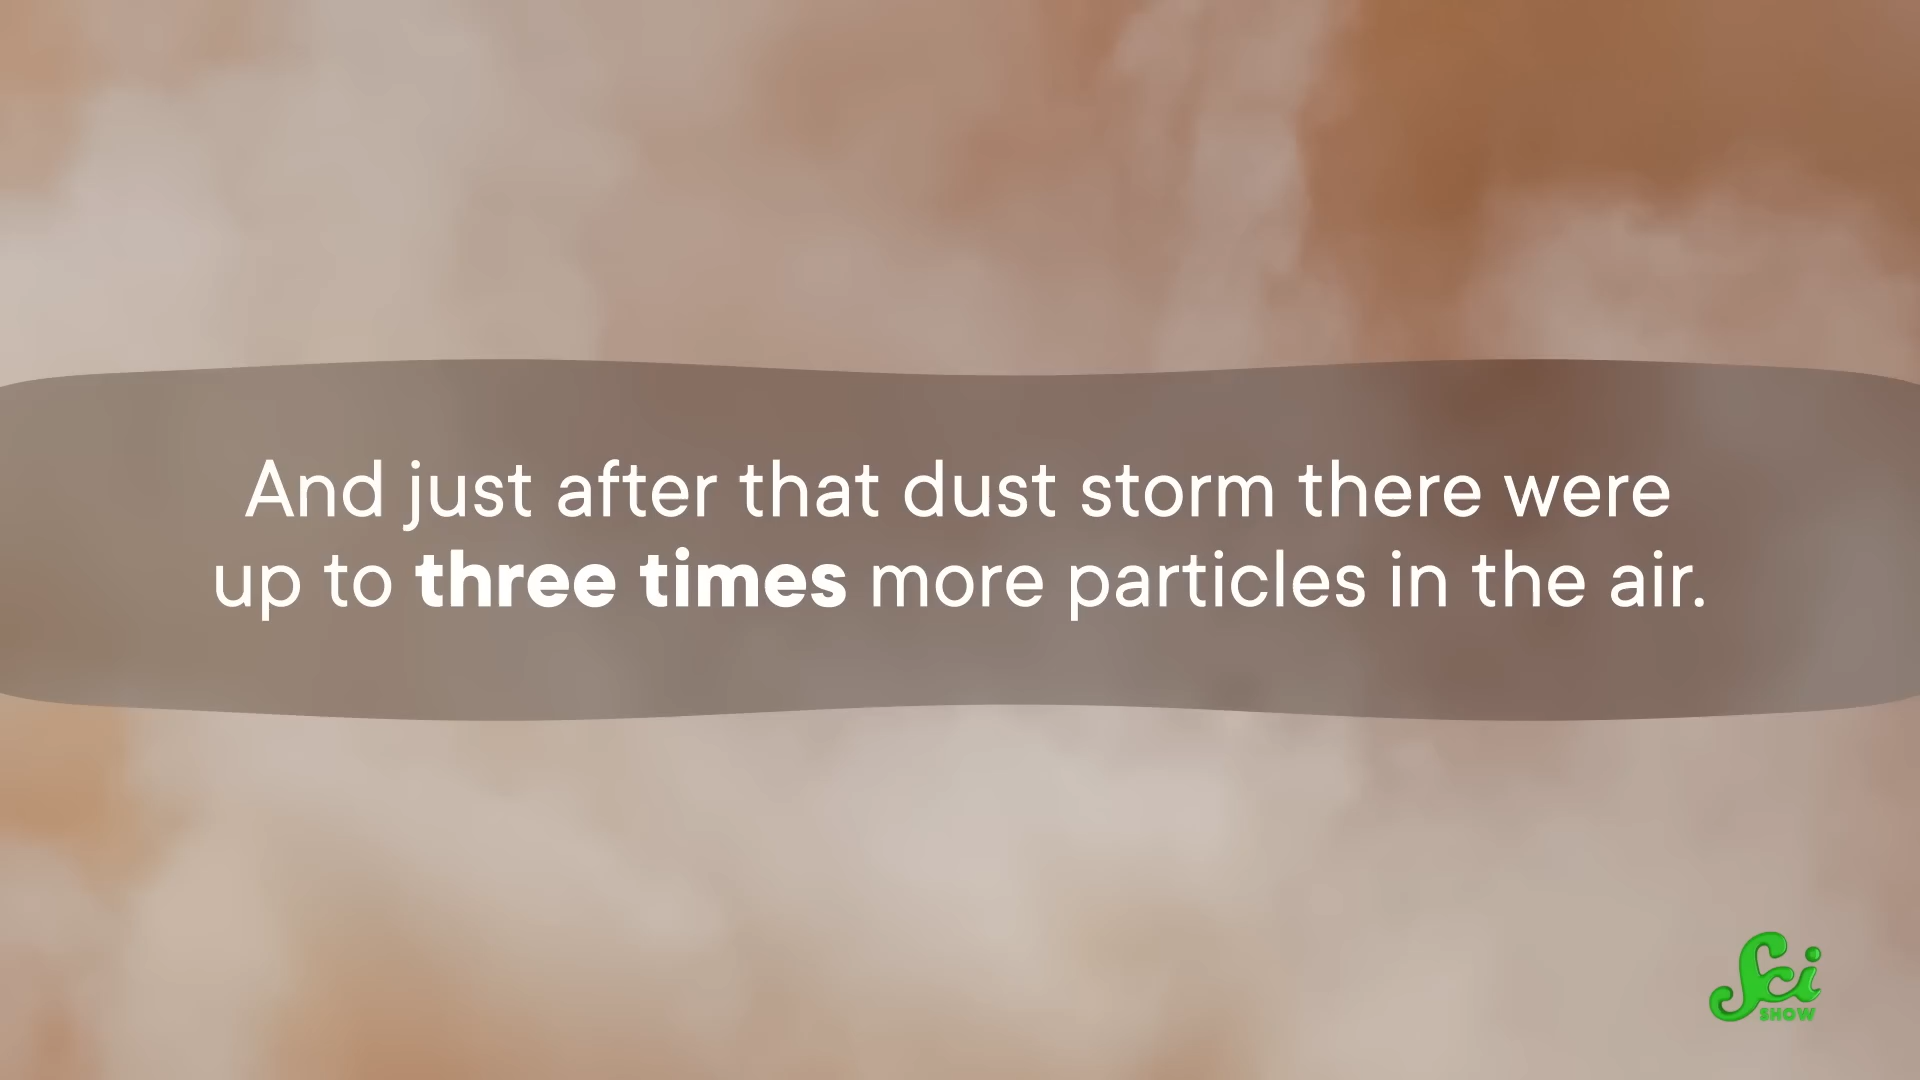 And just after that dust storm there were
up to three times more particles in the air.
Sci
SHOW